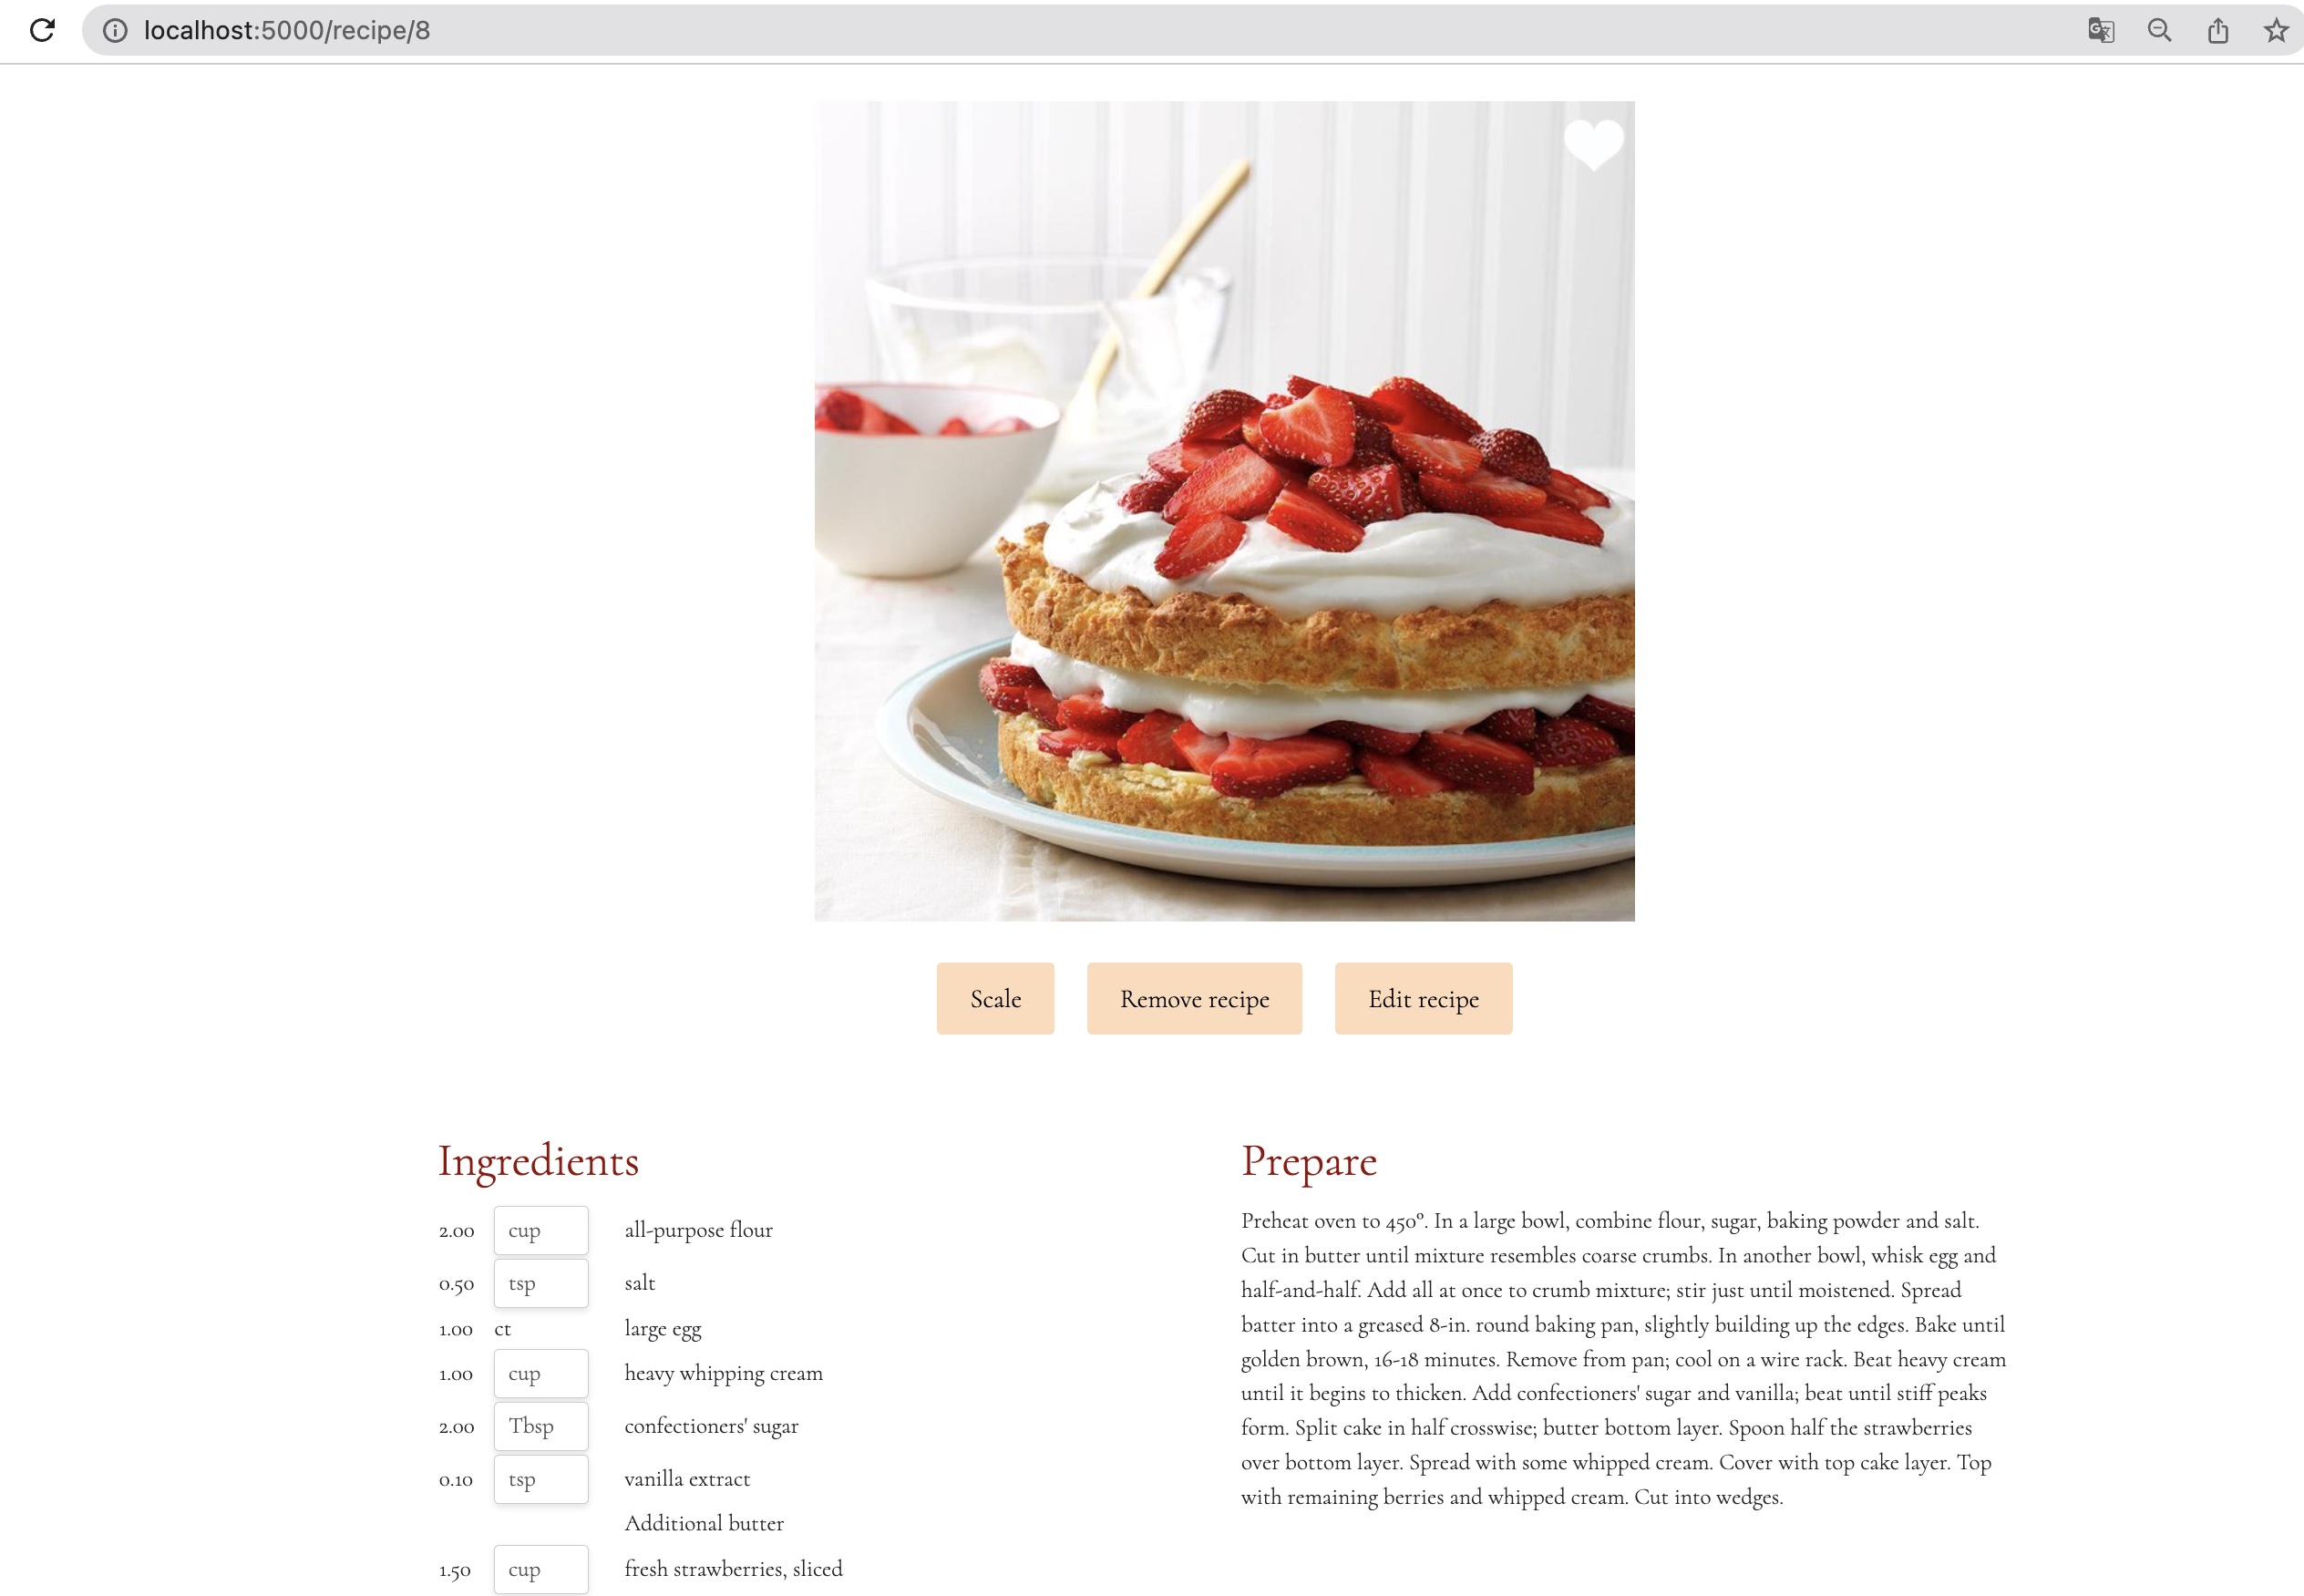 localhost:5000/recipe/8
Scale
Remove recipe
Edit recipe
Ingredients
2.00 cup all-purpose flour
0.50 tsp salt
1.00 ct large egg
1.00 cup heavy whipping cream
2.00 Tbsp confectioners' sugar
0.10 tsp vanilla extract
Additional butter
1.50 cup fresh strawberries, sliced
Prepare
Preheat oven to 450°. In a large bowl, combine flour, sugar, baking powder and salt.
Cut in butter until mixture resembles coarse crumbs. In another bowl, whisk egg and
half-and-half. Add all at once to crumb mixture; stir just until moistened. Spread
batter into a greased 8-in. round baking pan, slightly building up the edges. Bake until
golden brown, 16-18 minutes. Remove from pan; cool on a wire rack. Beat heavy cream
until it begins to thicken. Add confectioners' sugar and vanilla; beat until stiff peaks
form. Split cake in half crosswise; butter bottom layer. Spoon half the strawberries
over bottom layer. Spread with some whipped cream. Cover with top cake layer. Top
with remaining berries and whipped cream. Cut into wedges.